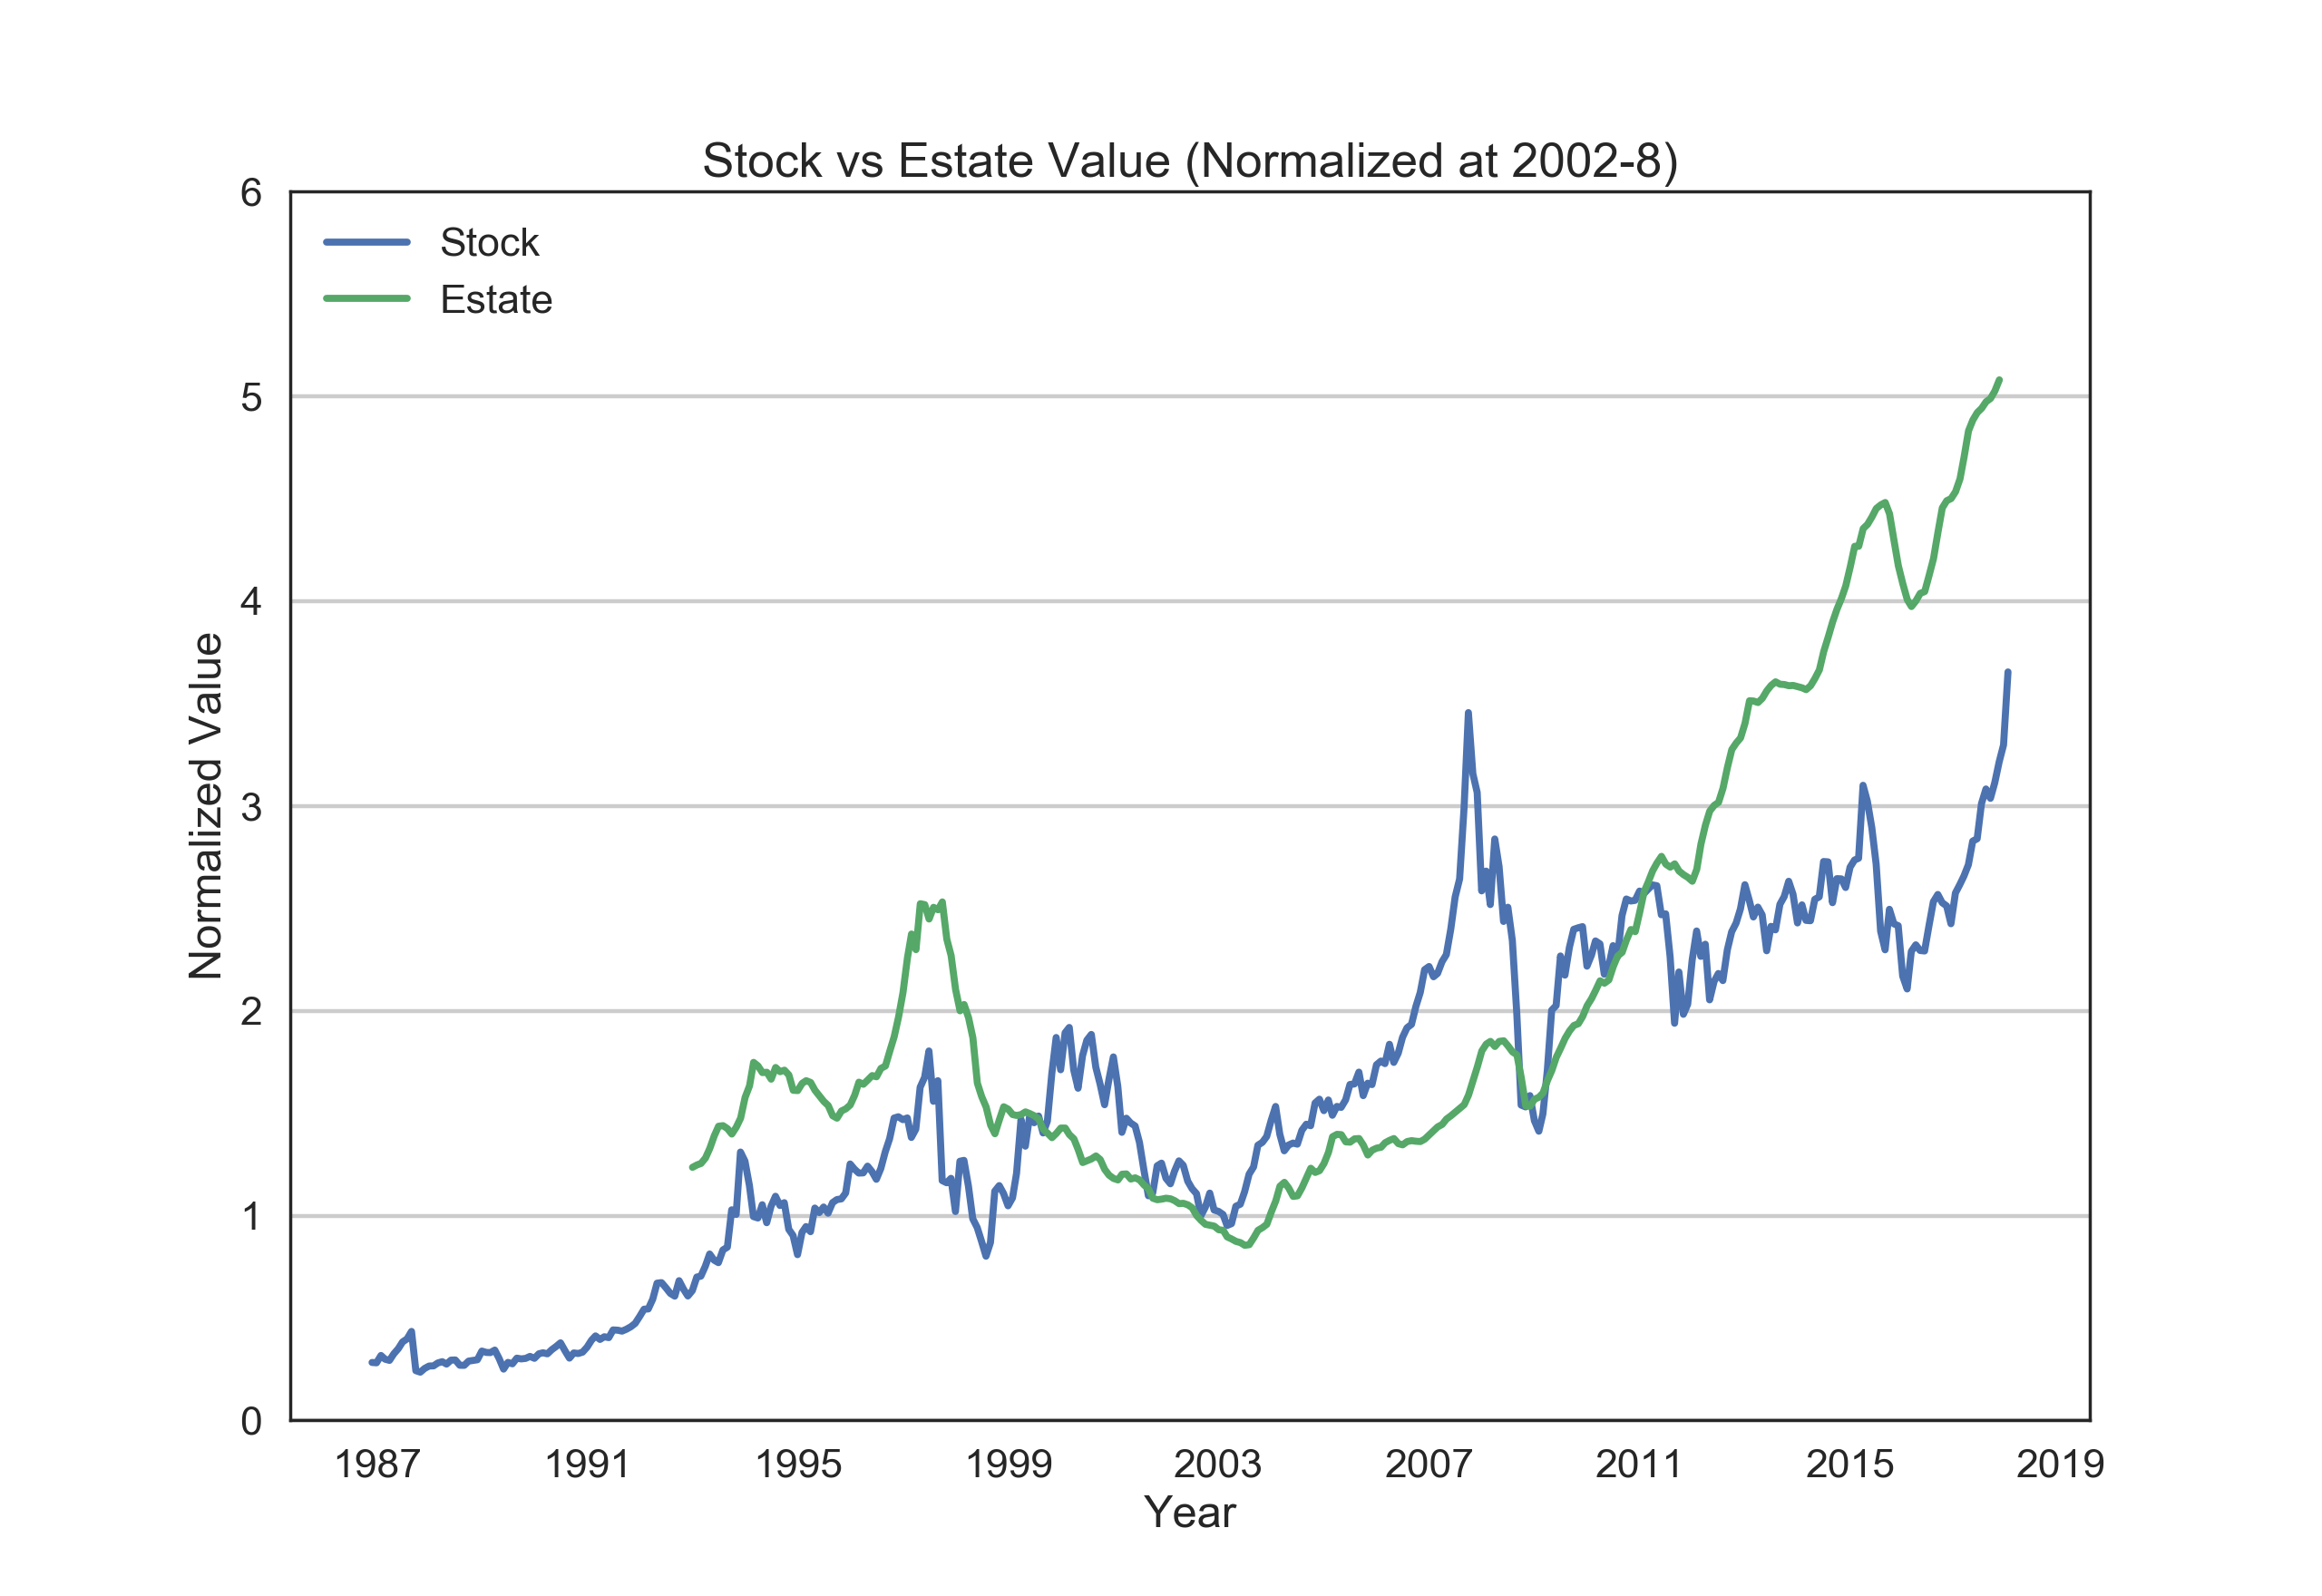 Stock vs Estate Value (Normalized at 2002-8)
6
Stock
Estate
5
4
3
2
1
0
Normalized Value
1987 1991 1995 1999 2003 2007 2011 2015 2019
Year